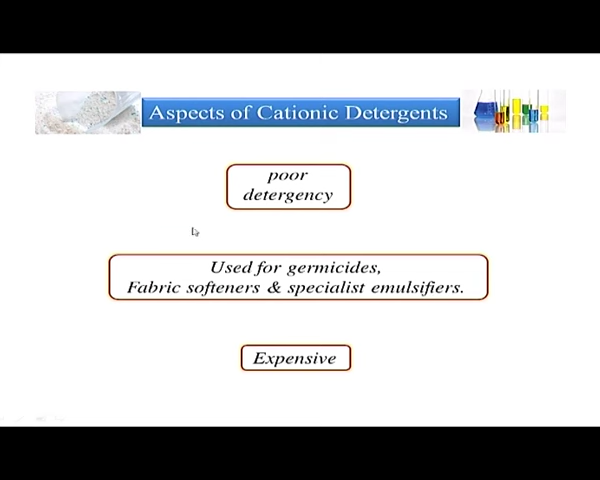 Aspects of Cationic Detergents
poor
detergency
Used for germicides,
Fabric softeners & specialist emulsifiers.
Expensive